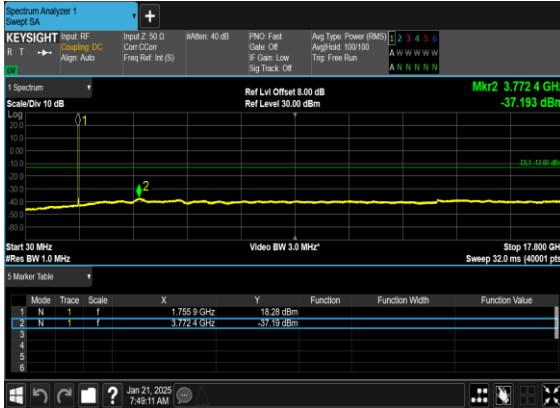 Spectrum Analyzer 1
Swept SA
+
KEYSIGHT Input: RF Input Z: 50 Ω #Atten: 40 dB PNO: Fast Avg Type: Power (RMS) 1 2 3 4 5 6
R T Coupling: DC Corr CCorr Gate: Off Avg|Hold: 100/100 A W W W W W
Align: Auto Freq Ref: Int (S) IF Gain: Low Trig: Free Run
Sig Track: Off A N N N N N
1 Spectrum
Ref Lvl Offset 8.00 dB Mkr2 3.772 4 GHz
Scale/Div 10 dB Ref Level 30.00 dBm -37.193 dBm
Log
20.0
10.0
0.00
-10.0
DL1 -13.00 dBm
-20.0
-30.0
-40.0
-50.0
-60.0
1
2
Start 30 MHz Video BW 3.0 MHz* Stop 17.800 GHz
#Res BW 1.0 MHz Sweep 32.0 ms (40001 pts)
5 Marker Table
Mode Trace Scale X Y Function Function Width Function Value
1 N 1 f 1.755 9 GHz 18.28 dBm
2 N 1 f 3.772 4 GHz -37.19 dBm
3
4
5
6
? Jan 21, 2025
7:49:11 AM